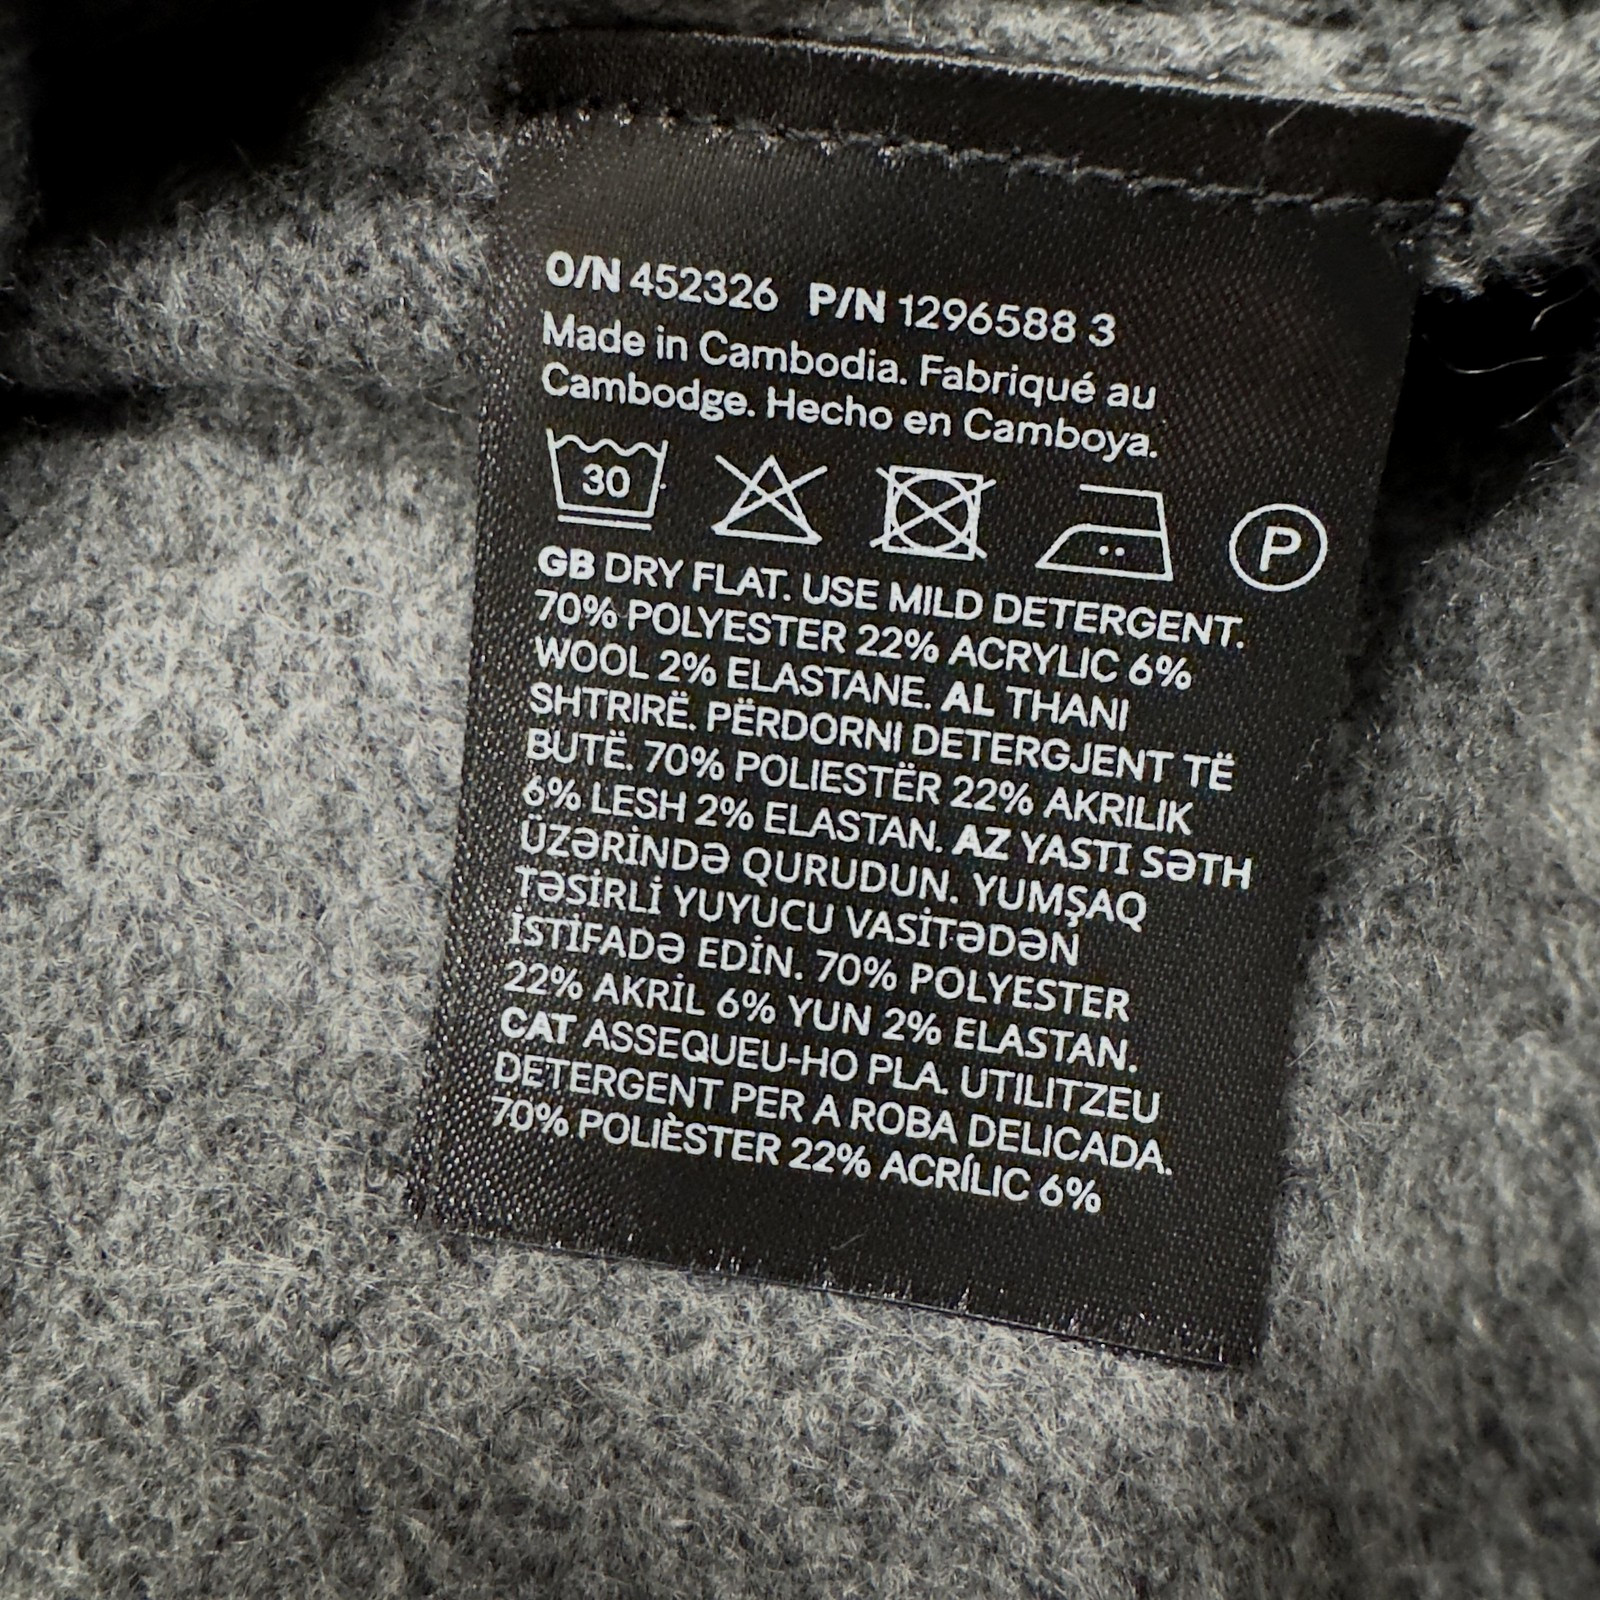 O/N 452326 P/N 1296588 3
Made in Cambodia. Fabriqué au
Cambodge. Hecho en Camboya.
30 P
GB DRY FLAT. USE MILD DETERGENT.
70% POLYESTER 22% ACRYLIC 6%
WOOL 2% ELASTANE. AL THANI
SHTRIRË. PËRDORNI DETERGJENT TË
BUTË. 70% POLIESTËR 22% AKRILIK
6% LESH 2% ELASTAN. AZ YASTI SƏTH
ÜZƏRİNDƏ QURUDUN. YUMŞAQ
TƏSİRLİ YUYUCU VASİTƏDƏN
İSTİFADƏ EDİN. 70% POLYESTER
22% AKRİL 6% YUN 2% ELASTAN.
CAT ASSEQUEU-HO PLA. UTILITZEU
DETERGENT PER A ROBA DELICADA.
70% POLIÈSTER 22% ACRÍLIC 6%